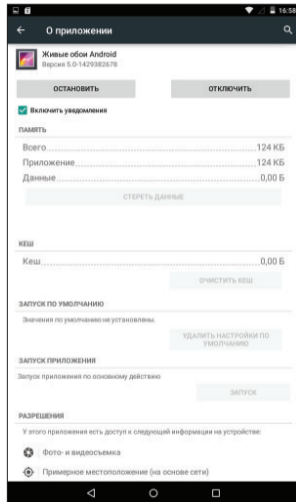 16:58
О приложении
Живые обои Android
Версия 5.0-1429382678
ОСТАНОВИТЬ
ОТКЛЮЧИТЬ
Включить уведомления
ПАМЯТЬ
Всего 124 КБ
Приложение 124 КБ
Данные 0,00 Б
СТЕРЕТЬ ДАННЫЕ
КЕШ
Кеш 0,00 Б
ОЧИСТИТЬ КЕШ
ЗАПУСК ПО УМОЛЧАНИЮ
Значения по умолчанию не установлены.
УДАЛИТЬ НАСТРОЙКИ ПО
УМОЛЧАНИЮ
ЗАПУСК ПРИЛОЖЕНИЯ
Запуск приложения по основному действию
ЗАПУСК
РАЗРЕШЕНИЯ
У этого приложения есть доступ к следующей информации на устройстве:
Фото- и видеосъемка
Примерное местоположение (на основе сети)